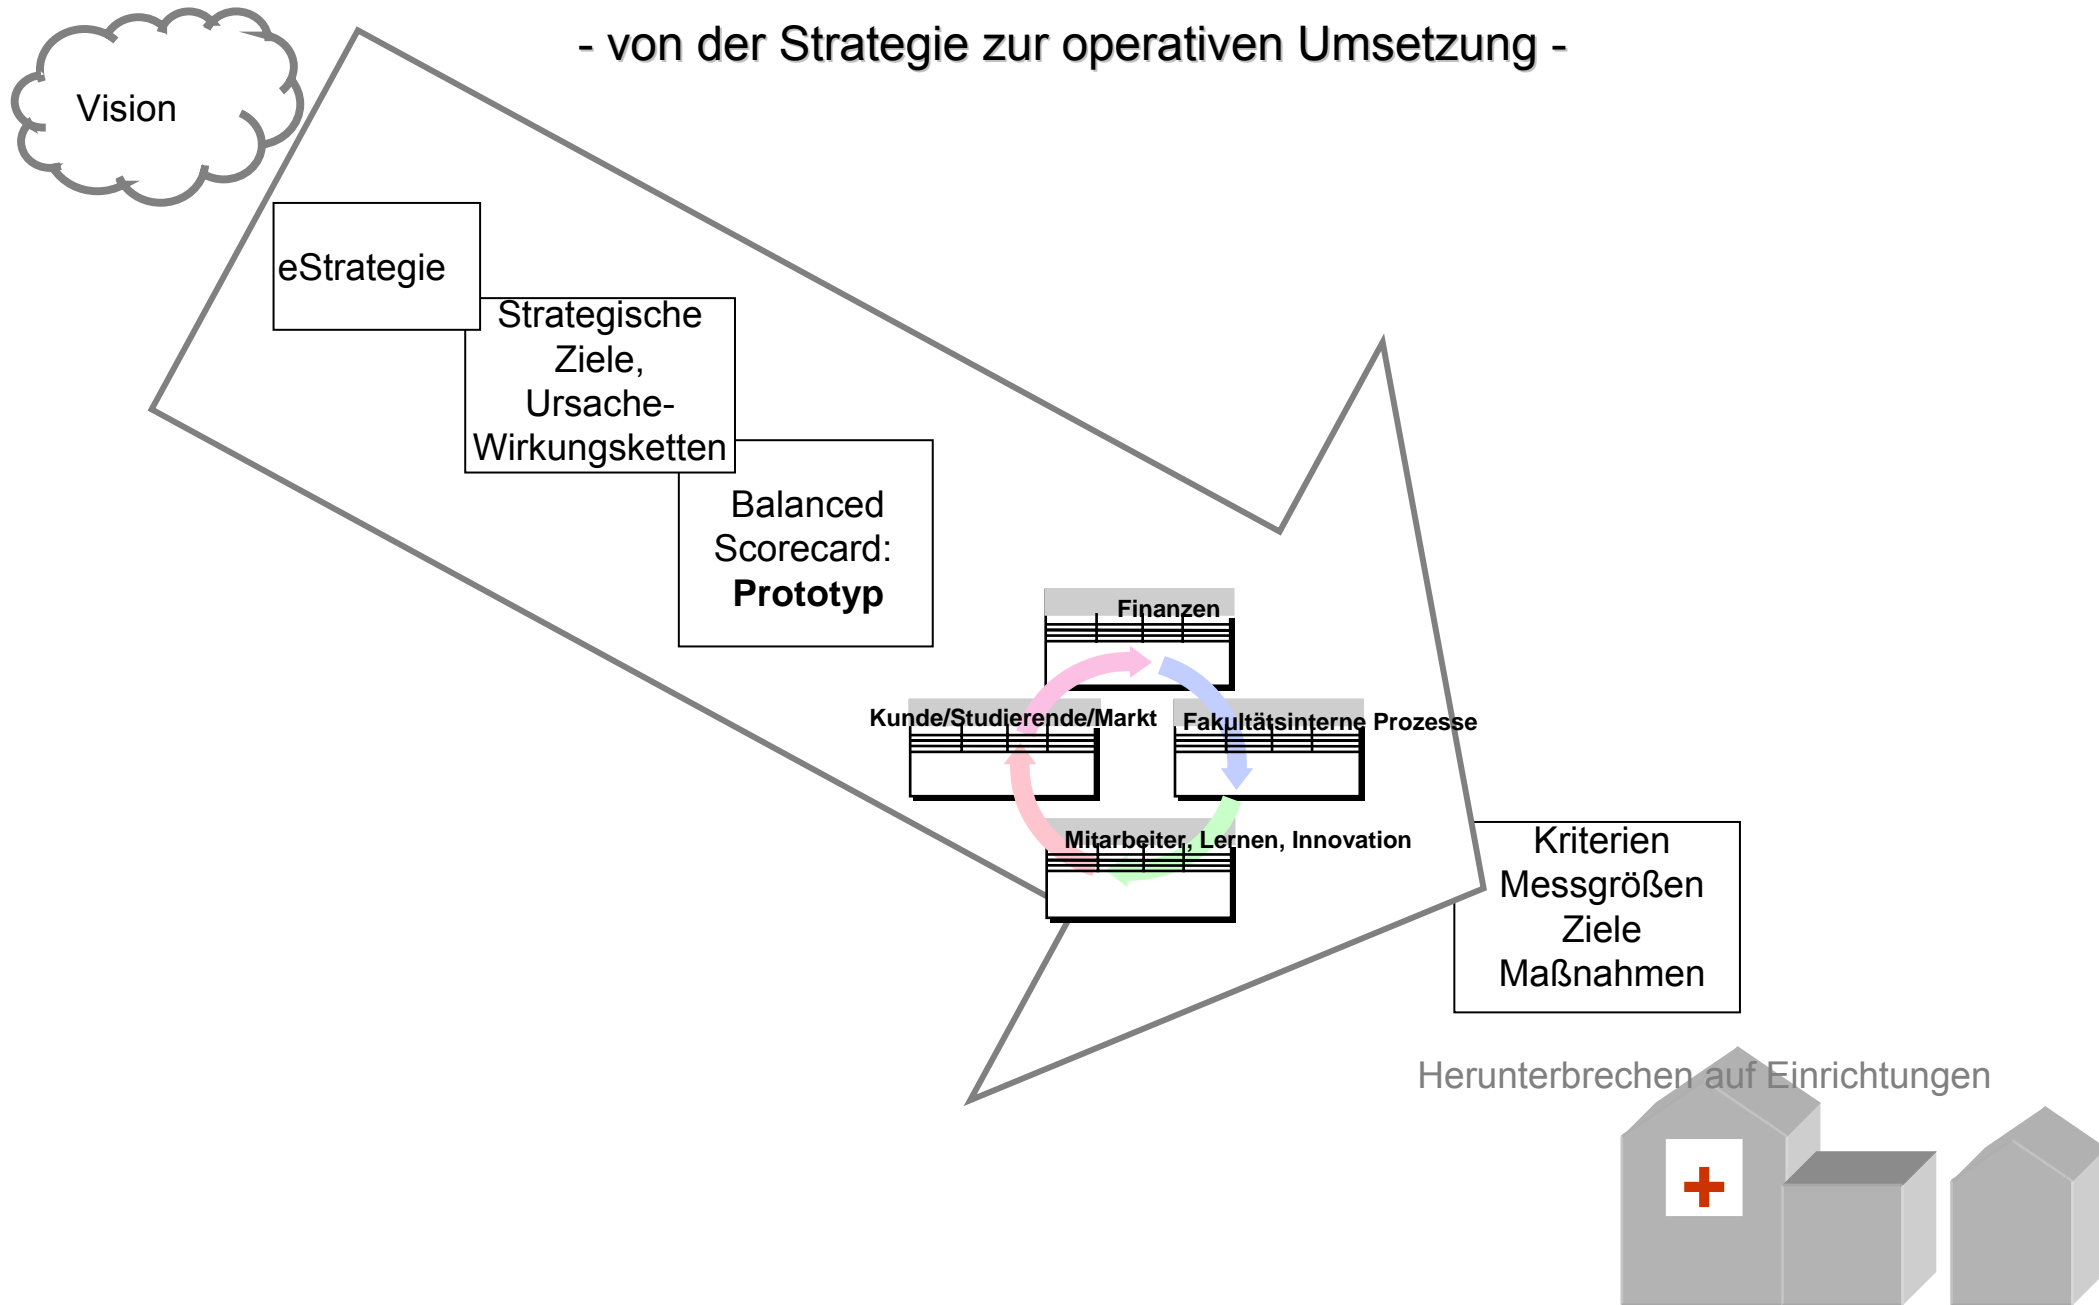 - von der Strategie zur operativen Umsetzung -
Vision
eStrategie
Strategische
Ziele,
Ursache-
Wirkungsketten
Balanced
Scorecard:
Prototyp
Finanzen
Kunde/Studierende/Markt
Fakultätsinterne Prozesse
Mitarbeiter, Lernen, Innovation
Kriterien
Messgrößen
Ziele
Maßnahmen
Herunterbrechen auf Einrichtungen